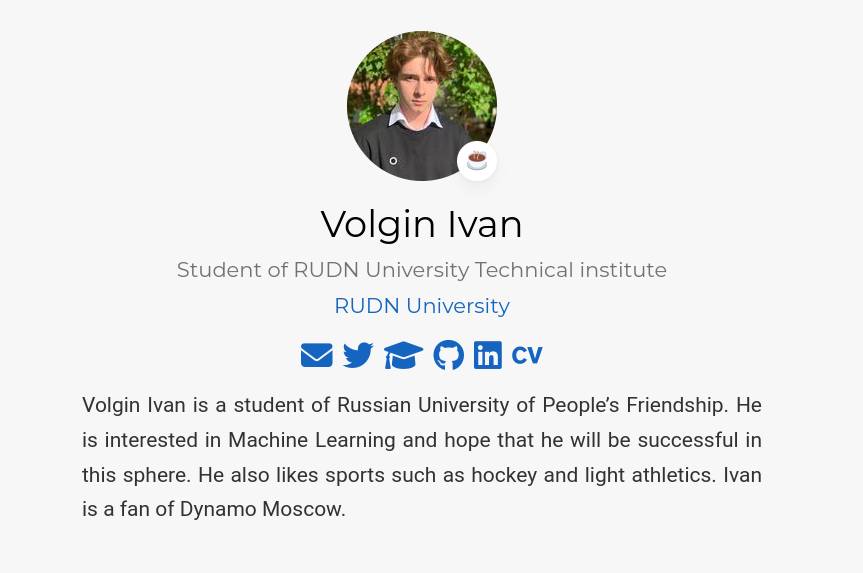 Volgin Ivan
Student of RUDN University Technical institute
RUDN University
in CV
Volgin Ivan is a student of Russian University of People’s Friendship. He
is interested in Machine Learning and hope that he will be successful in
this sphere. He also likes sports such as hockey and light athletics. Ivan
is a fan of Dynamo Moscow.